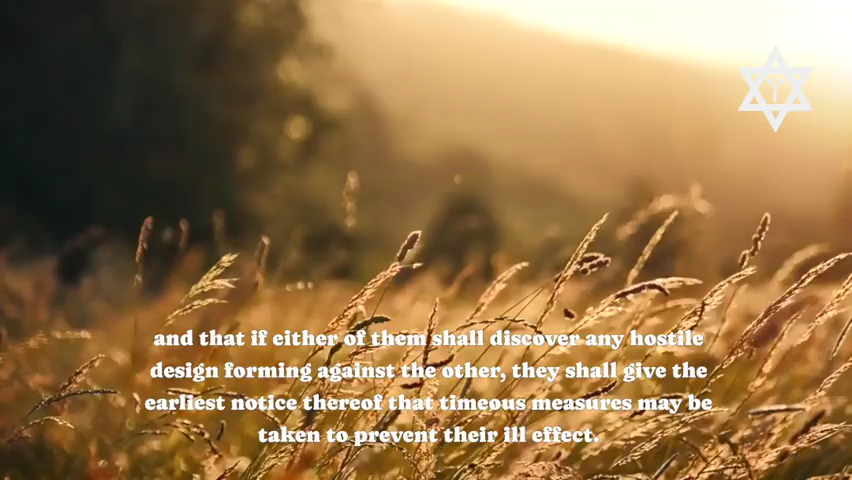 and that if either of them shall discover any hostile
design forming against the other, they shall give the
earliest notice thereof that timeous measures may be
taken to prevent their ill effect.